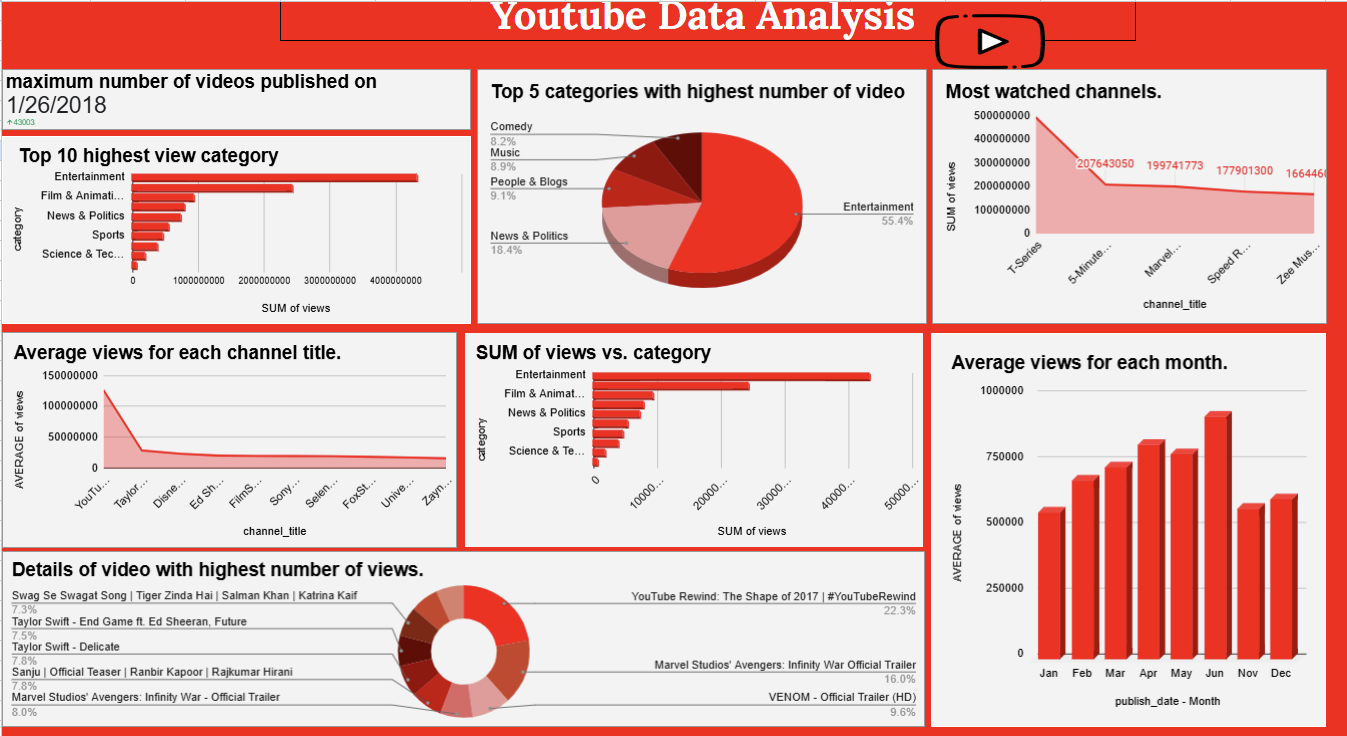 Youtube Data Analysis
maximum number of videos published on
1/26/2018
↑43003
Top 10 highest view category
category
Entertainment
Film & Animati...
News & Politics
Sports
Science & Tec...
0 1000000000 2000000000 3000000000 4000000000
SUM of views
Top 5 categories with highest number of video
Comedy
8.2%
Music
8.9%
People & Blogs
9.1%
News & Politics
18.4%
Entertainment
55.4%
Most watched channels.
SUM of views
500000000
400000000
300000000
200000000
100000000
0
207643050 199741773 177901300 166446
T-Series 5-Minute... Marvel... Speed R... Zee Mus...
channel_title
Average views for each channel title.
AVERAGE of views
150000000
100000000
50000000
0
YouTu... Taylor... Disne... Ed Sh... FilmS... Sony... Selen... FoxSt... Unive... Zayn...
channel_title
SUM of views vs. category
category
Entertainment
Film & Animat...
News & Politics
Sports
Science & Te...
0 10000... 20000... 30000... 40000... 50000...
SUM of views
Average views for each month.
AVERAGE of views
1000000
750000
500000
250000
0
Jan Feb Mar Apr May Jun Nov Dec
publish_date - Month
Details of video with highest number of views.
Swag Se Swagat Song | Tiger Zinda Hai | Salman Khan | Katrina Kaif
7.3%
Taylor Swift - End Game ft. Ed Sheeran, Future
7.5%
Taylor Swift - Delicate
7.8%
Sanju | Official Teaser | Ranbir Kapoor | Rajkumar Hirani
7.8%
Marvel Studios' Avengers: Infinity War - Official Trailer
8.0%
YouTube Rewind: The Shape of 2017 | #YouTubeRewind
22.3%
Marvel Studios' Avengers: Infinity War Official Trailer
16.0%
VENOM - Official Trailer (HD)
9.6%